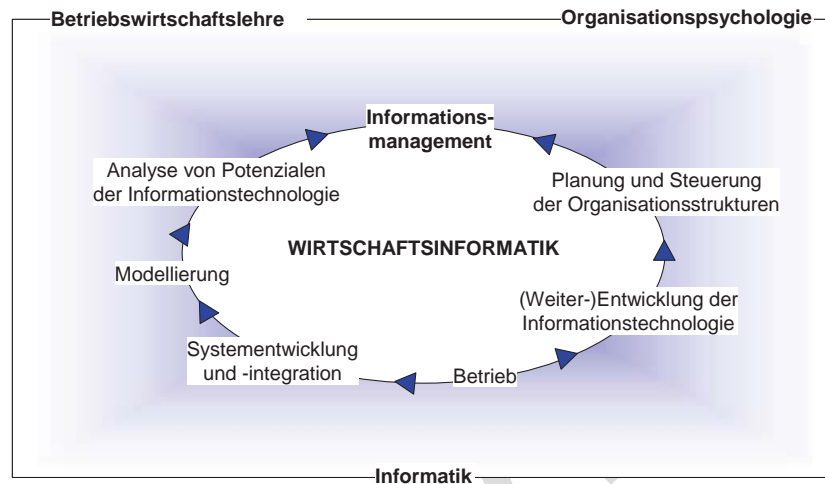 Betriebswirtschaftslehre
Organisationspsychologie
Informations-
management
Analyse von Potenzialen
der Informationstechnologie
Planung und Steuerung
der Organisationsstrukturen
WIRTSCHAFTSINFORMATIK
Modellierung
(Weiter-)Entwicklung der
Informationstechnologie
Systementwicklung
und -integration
Betrieb
Informatik